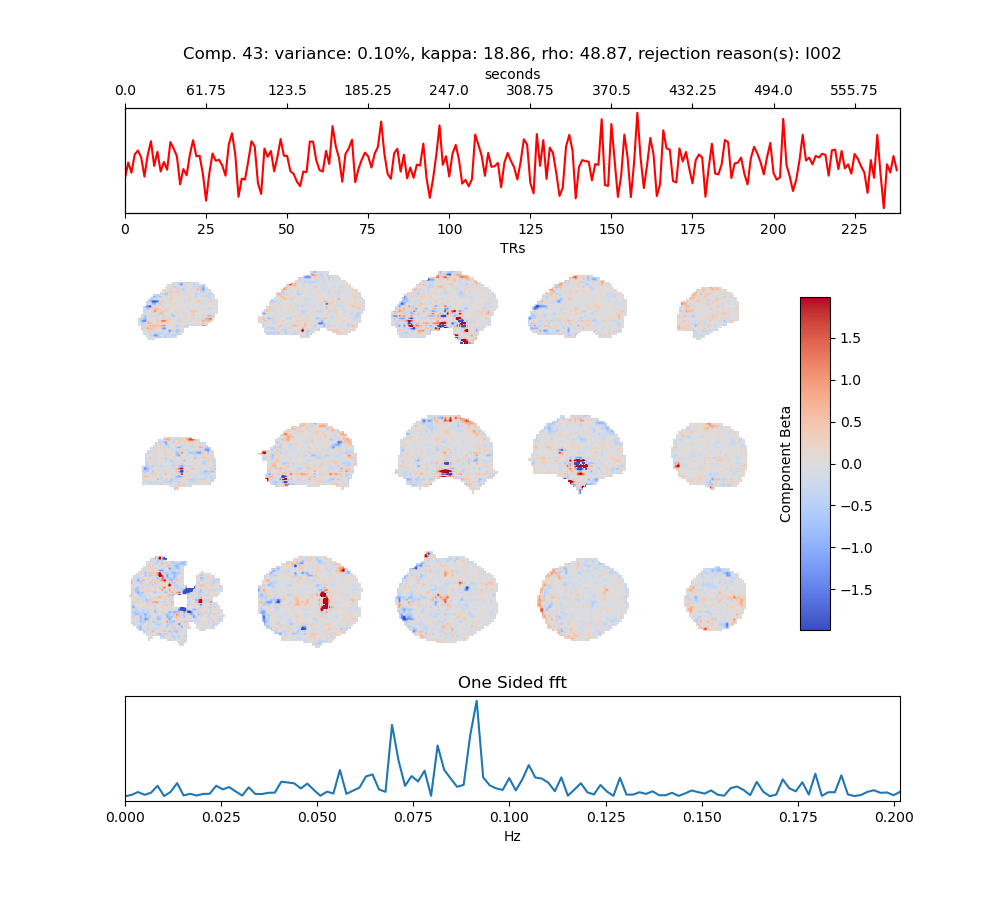 Comp. 43: variance: 0.10%, kappa: 18.86, rho: 48.87, rejection reason(s): I002
seconds
0.0 61.75 123.5 185.25 247.0 308.75 370.5 432.25 494.0 555.75
0 25 50 75 100 125 150 175 200 225
TRs
1.5
1.0
0.5
0.0
−0.5
−1.0
−1.5
Component Beta
One Sided fft
0.000 0.025 0.050 0.075 0.100 0.125 0.150 0.175 0.200
Hz